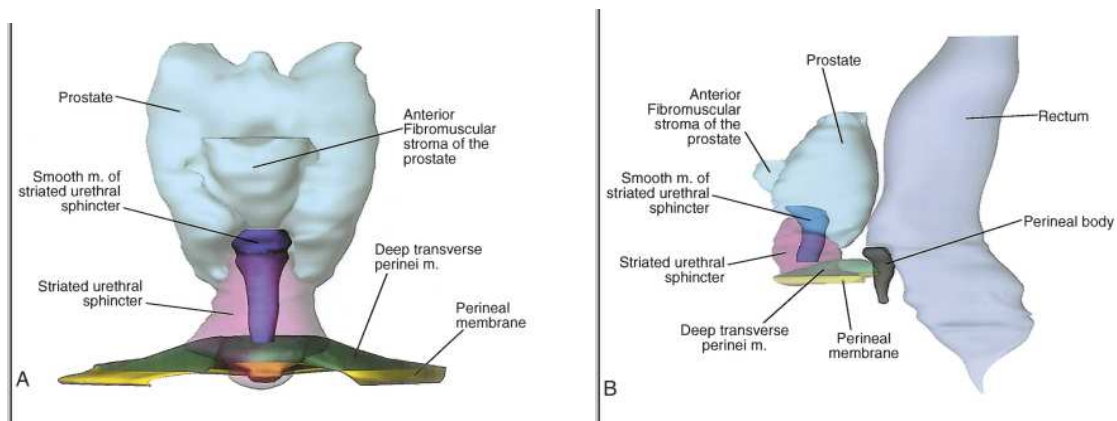 Prostate
Anterior
Fibromuscular
stroma of the
prostate
Smooth m. of
striated urethral
sphincter
Deep transverse
perinei m.
Striated urethral
sphincter
Perineal
membrane
A
Prostate
Anterior
Fibromuscular
stroma of the
prostate
Rectum
Smooth m. of
striated urethral
sphincter
Perineal body
Striated urethral
sphincter
Deep transverse
perinei m.
Perineal
membrane
B